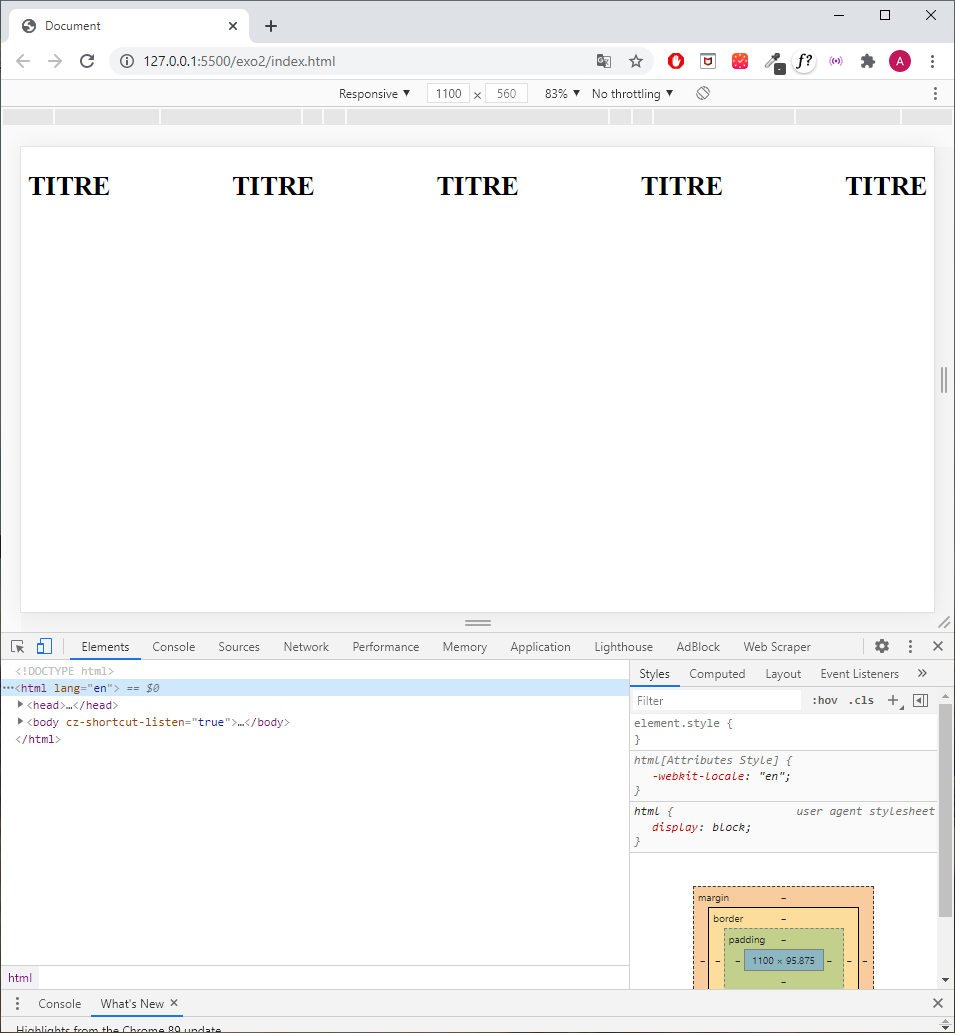 Document
127.0.0.1:5500/exo2/index.html
f?
A
Responsive ▼ 1100 × 560 83% ▼ No throttling ▼
TITRE TITRE TITRE TITRE TITRE
Elements Console Sources Network Performance Memory Application Lighthouse AdBlock Web Scraper
<!DOCTYPE html>
…<html lang="en"> == $0
<head>…</head>
<body cz-shortcut-listen="true">…</body>
</html>
html
Styles Computed Layout Event Listeners »
Filter :hov .cls +
element.style {
}
html[Attributes Style] {
-webkit-locale: "en";
}
html { user agent stylesheet
display: block;
}
margin –
border –
padding –
– – – 1100 × 95.875 – – –
–
Console What's New ×
Highlights from the Chrome 89 update